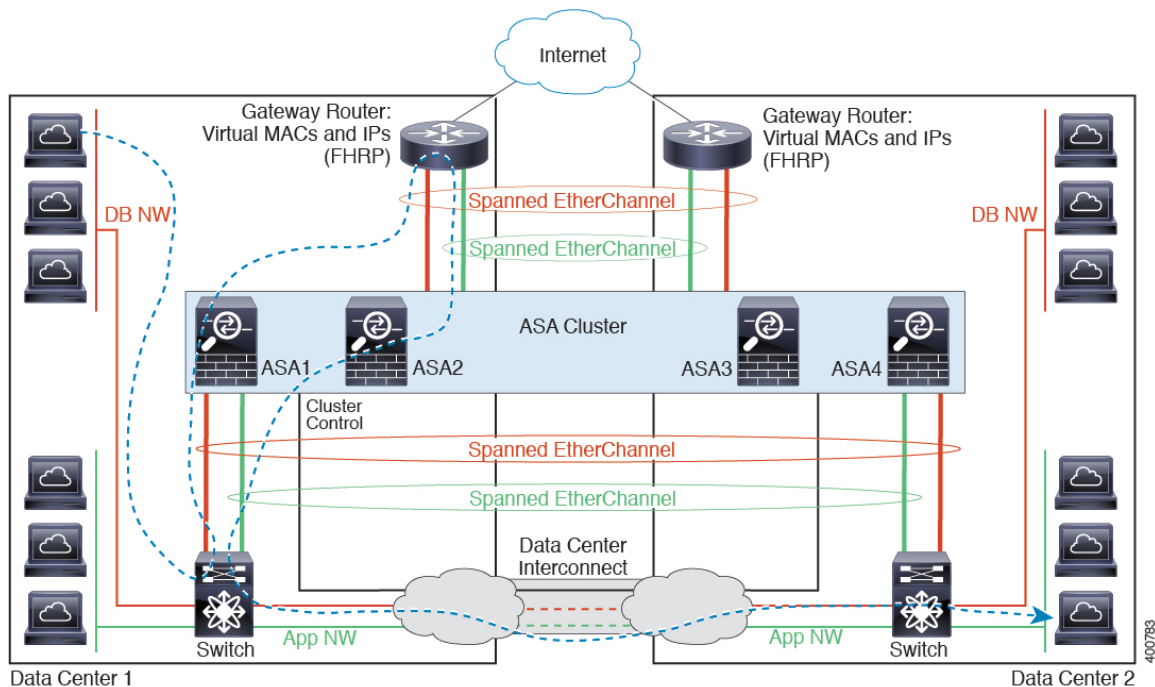 Internet
Gateway Router:
Virtual MACs and IPs
(FHRP)
Gateway Router:
Virtual MACs and IPs
(FHRP)
Spanned EtherChannel
DB NW
DB NW
Spanned EtherChannel
ASA Cluster
ASA1
ASA2
ASA3
ASA4
Cluster
Control
Spanned EtherChannel
Spanned EtherChannel
Data Center
Interconnect
App NW
App NW
Switch
Switch
400783
Data Center 1
Data Center 2